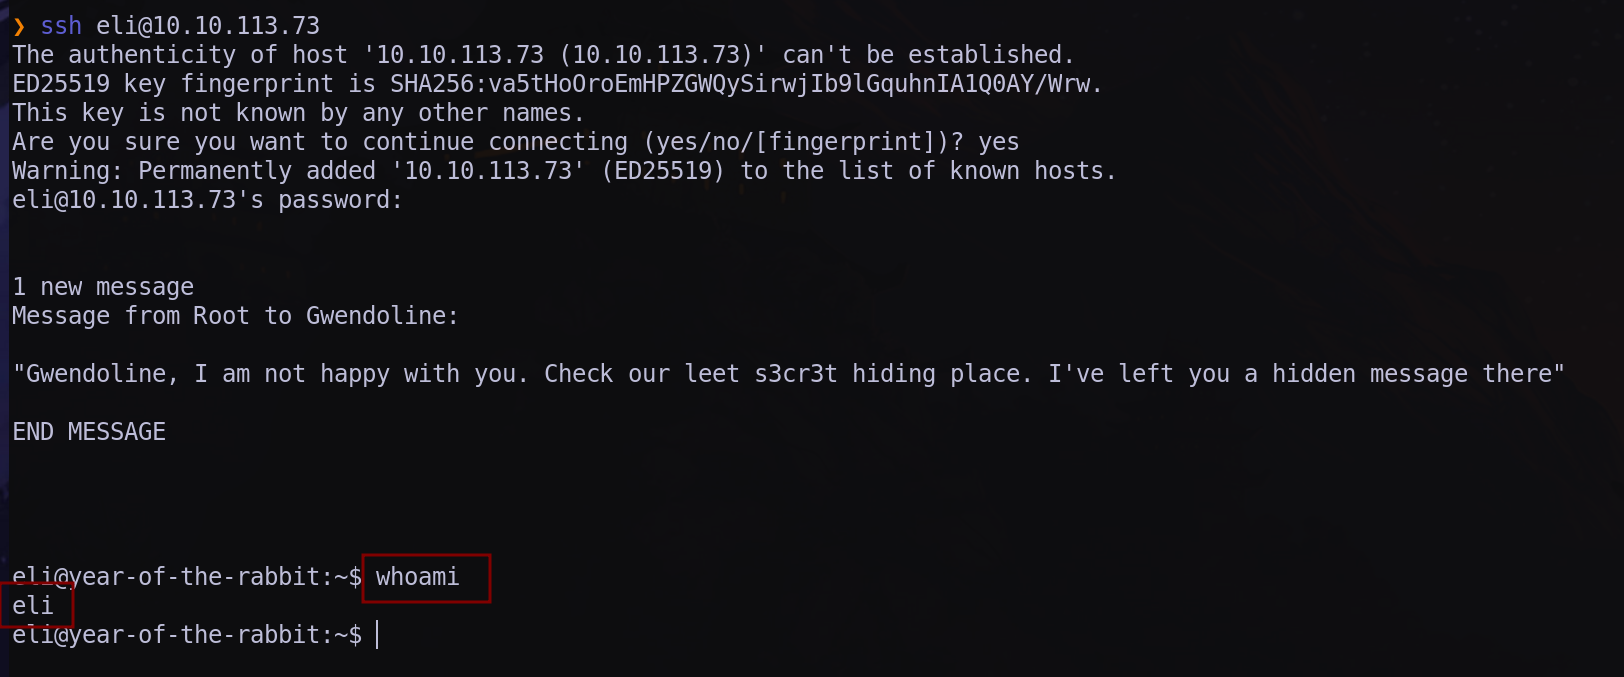 ❯ ssh eli@10.10.113.73
The authenticity of host '10.10.113.73 (10.10.113.73)' can't be established.
ED25519 key fingerprint is SHA256:va5tHoOroEmHPZGWQySirwjIb9lGquhnIA1Q0AY/Wrw.
This key is not known by any other names.
Are you sure you want to continue connecting (yes/no/[fingerprint])? yes
Warning: Permanently added '10.10.113.73' (ED25519) to the list of known hosts.
eli@10.10.113.73's password:
1 new message
Message from Root to Gwendoline:
"Gwendoline, I am not happy with you. Check our leet s3cr3t hiding place. I've left you a hidden message there"
END MESSAGE
eli@year-of-the-rabbit:~$ whoami
eli
eli@year-of-the-rabbit:~$